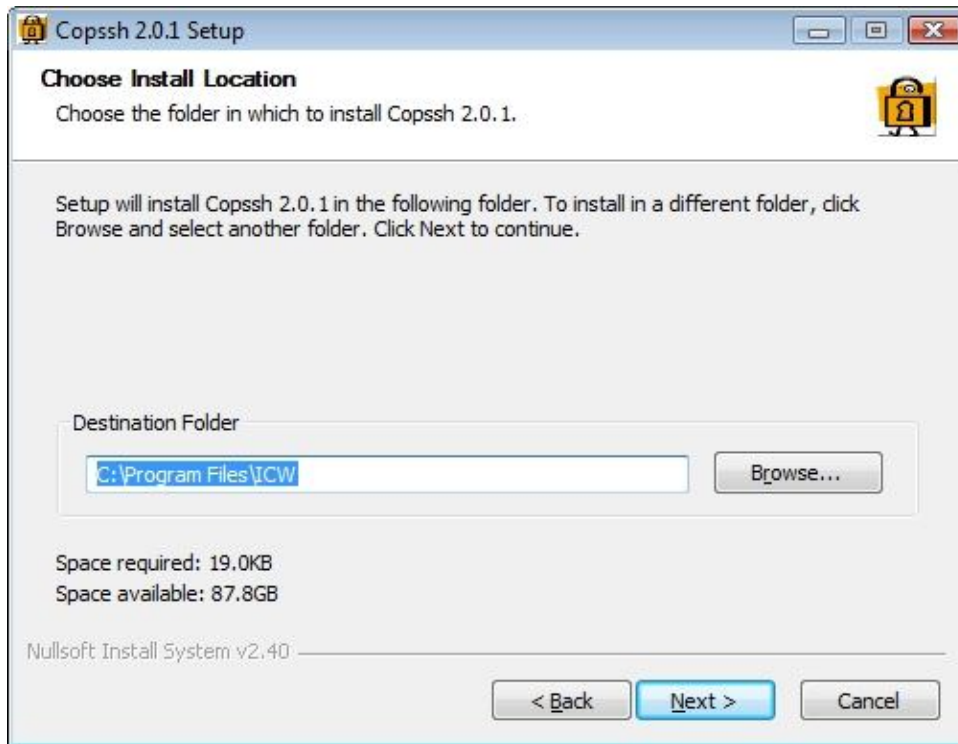 Copssh 2.0.1 Setup
Choose Install Location
Choose the folder in which to install Copssh 2.0.1.
Setup will install Copssh 2.0.1 in the following folder. To install in a different folder, click
Browse and select another folder. Click Next to continue.
Destination Folder
C:\Program Files\ICW
Browse...
Space required: 19.0KB
Space available: 87.8GB
Nullsoft Install System v2.40
< Back
Next >
Cancel